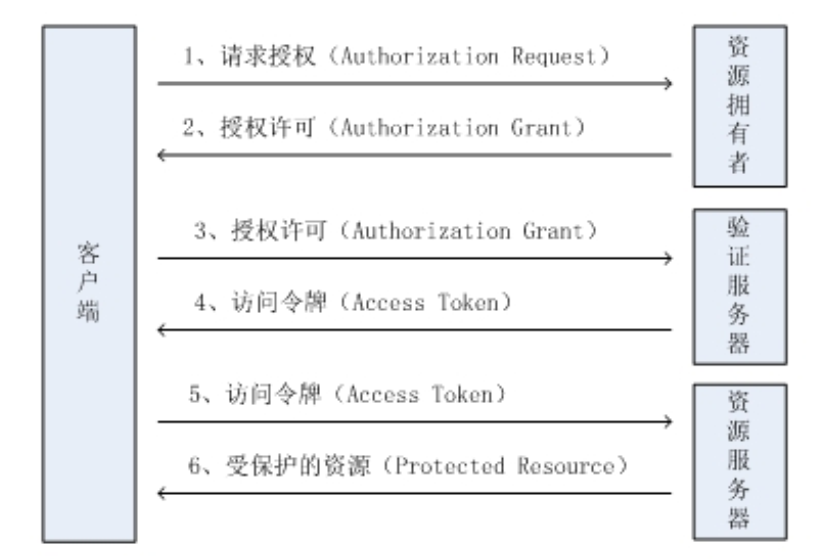 客户端
1、请求授权（Authorization Request）
2、授权许可（Authorization Grant）
资源拥有者
3、授权许可（Authorization Grant）
4、访问令牌（Access Token）
验证服务器
5、访问令牌（Access Token）
6、受保护的资源（Protected Resource）
资源服务器